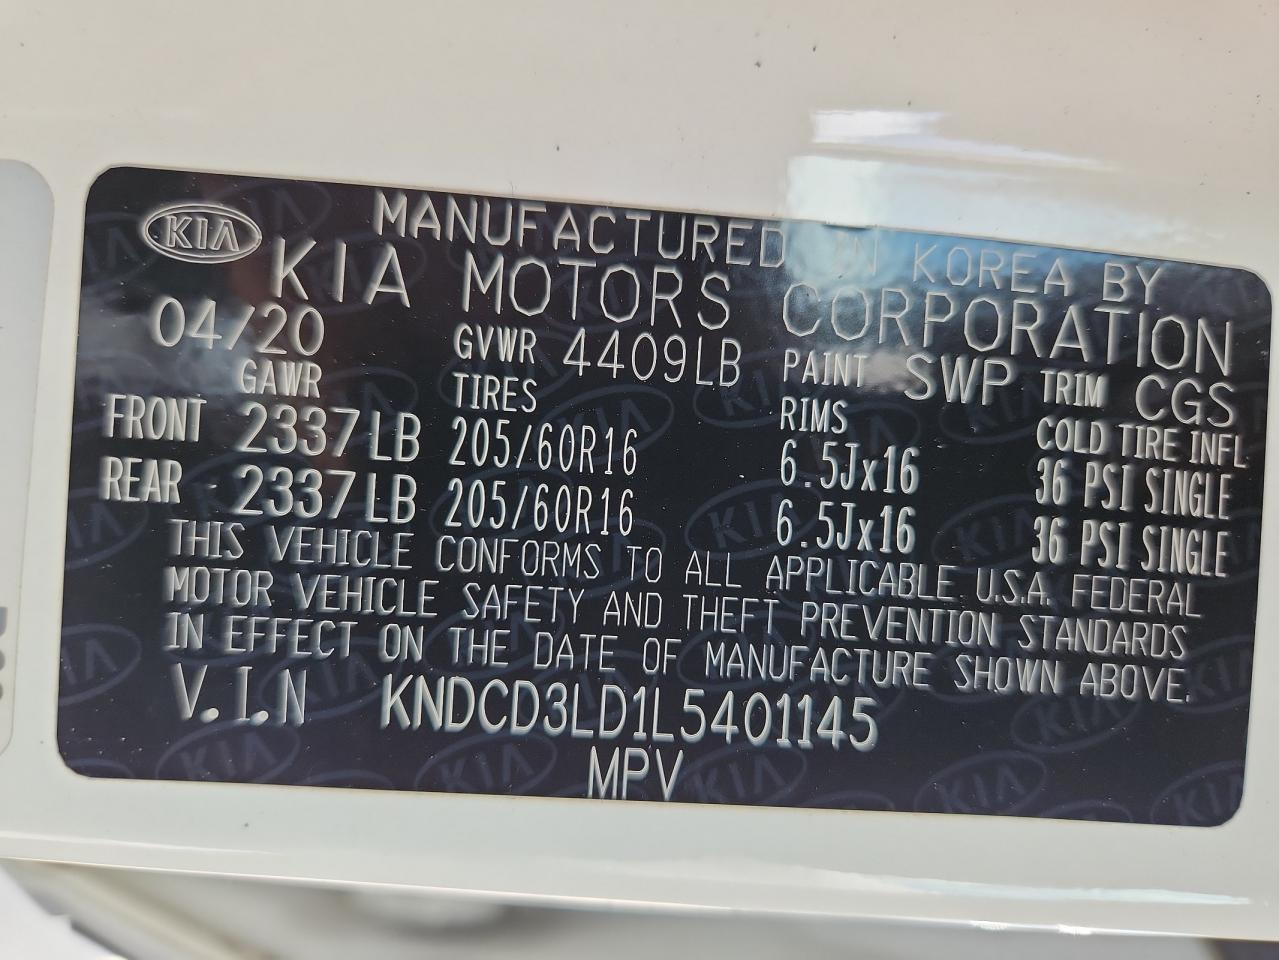 KIA
MANUFACTURED IN KOREA BY
KIA MOTORS CORPORATION
04/20 GVWR 4409LB PAINT SWP TRIM CGS
GAWR TIRES RIMS COLD TIRE INFL
FRONT 2337LB 205/60R16 6.5Jx16 36 PSI SINGLE
REAR 2337LB 205/60R16 6.5Jx16 36 PSI SINGLE
THIS VEHICLE CONFORMS TO ALL APPLICABLE U.S.A. FEDERAL
MOTOR VEHICLE SAFETY AND THEFT PREVENTION STANDARDS
IN EFFECT ON THE DATE OF MANUFACTURE SHOWN ABOVE.
V.I.N KNDCD3LD1L5401145
MPV